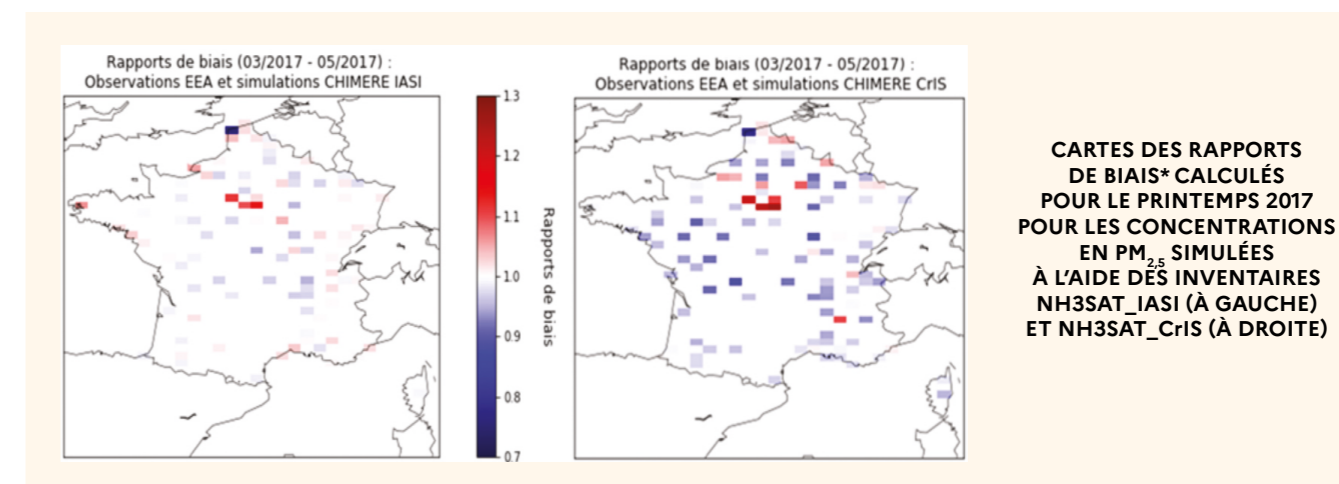 Rapports de biais (03/2017 - 05/2017) :
Observations EEA et simulations CHIMERE IASI
1.3
1.2
1.1
1.0
0.9
0.8
0.7
Rapports de biais
Rapports de biais (03/2017 - 05/2017) :
Observations EEA et simulations CHIMERE CrIS
CARTES DES RAPPORTS
DE BIAIS* CALCULÉS
POUR LE PRINTEMPS 2017
POUR LES CONCENTRATIONS
EN PM2,5 SIMULÉES
À L’AIDE DES INVENTAIRES
NH3SAT_IASI (À GAUCHE)
ET NH3SAT_CrIS (À DROITE)